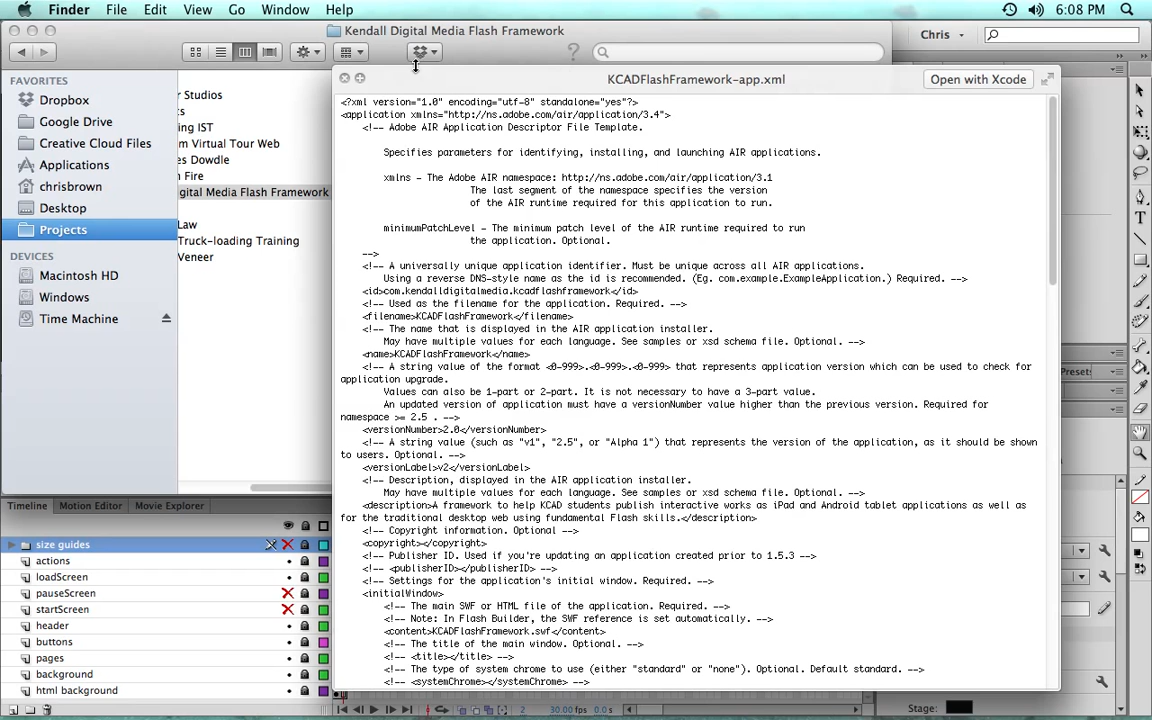 Finder File Edit View Go Window Help 6:08 PM
Kendall Digital Media Flash Framework
Chris
FAVORITES
Dropbox
Google Drive
Creative Cloud Files
Applications
chrisbrown
Desktop
Projects
DEVICES
Macintosh HD
Windows
Time Machine
r Studios
ing IST
om Virtual Tour Web
es Dowdle
n Fire
igital Media Flash Framework
Law
Truck-loading Training
Veneer
KCADFlashFramework-app.xml
Open with Xcode
<?xml version="1.0" encoding="utf-8" standalone="yes"?>
<application xmlns="http://ns.adobe.com/air/application/3.4">
<!-- Adobe AIR Application Descriptor File Template.
Specifies parameters for identifying, installing, and launching AIR applications.
xmlns - The Adobe AIR namespace: http://ns.adobe.com/air/application/3.1
The last segment of the namespace specifies the version
of the AIR runtime required for this application to run.
minimumPatchLevel - The minimum patch level of the AIR runtime required to run
the application. Optional.
-->
<!-- A universally unique application identifier. Must be unique across all AIR applications.
Using a reverse DNS-style name as the id is recommended. (Eg. com.example.ExampleApplication.) Required. -->
<id>com.kendalldigitalmedia.kcadflashframework</id>
<!-- Used as the filename for the application. Required. -->
<filename>KCADFlashFramework</filename>
<!-- The name that is displayed in the AIR application installer.
May have multiple values for each language. See samples or xsd schema file. Optional. -->
<name>KCADFlashFramework</name>
<!-- A string value of the format <0-999>.<0-999>.<0-999> that represents application version which can be used to check for
application upgrade.
Values can also be 1-part or 2-part. It is not necessary to have a 3-part value.
An updated version of application must have a versionNumber value higher than the previous version. Required for
namespace >= 2.5 . -->
<versionNumber>2.0</versionNumber>
<!-- A string value (such as "v1", "2.5", or "Alpha 1") that represents the version of the application, as it should be shown
to users. Optional. -->
<versionLabel>v2</versionLabel>
<!-- Description, displayed in the AIR application installer.
May have multiple values for each language. See samples or xsd schema file. Optional. -->
<description>A framework to help KCAD students publish interactive works as iPad and Android tablet applications as well as
for the traditional desktop web using fundamental Flash skills.</description>
<!-- Copyright information. Optional -->
<copyright></copyright>
<!-- Publisher ID. Used if you're updating an application created prior to 1.5.3 -->
<!-- <publisherID></publisherID> -->
<!-- Settings for the application's initial window. Required. -->
<initialWindow>
<!-- The main SWF or HTML file of the application. Required. -->
<!-- Note: In Flash Builder, the SWF reference is set automatically. -->
<content>KCADFlashFramework.swf</content>
<!-- The title of the main window. Optional. -->
<!-- <title></title> -->
<!-- The type of system chrome to use (either "standard" or "none"). Optional. Default standard. -->
<!-- <systemChrome></systemChrome> -->
Presets
Timeline Motion Editor Movie Explorer
size guides
actions
loadScreen
pauseScreen
startScreen
header
buttons
pages
background
html background
2 30.00 fps 0.0 s
Stage: